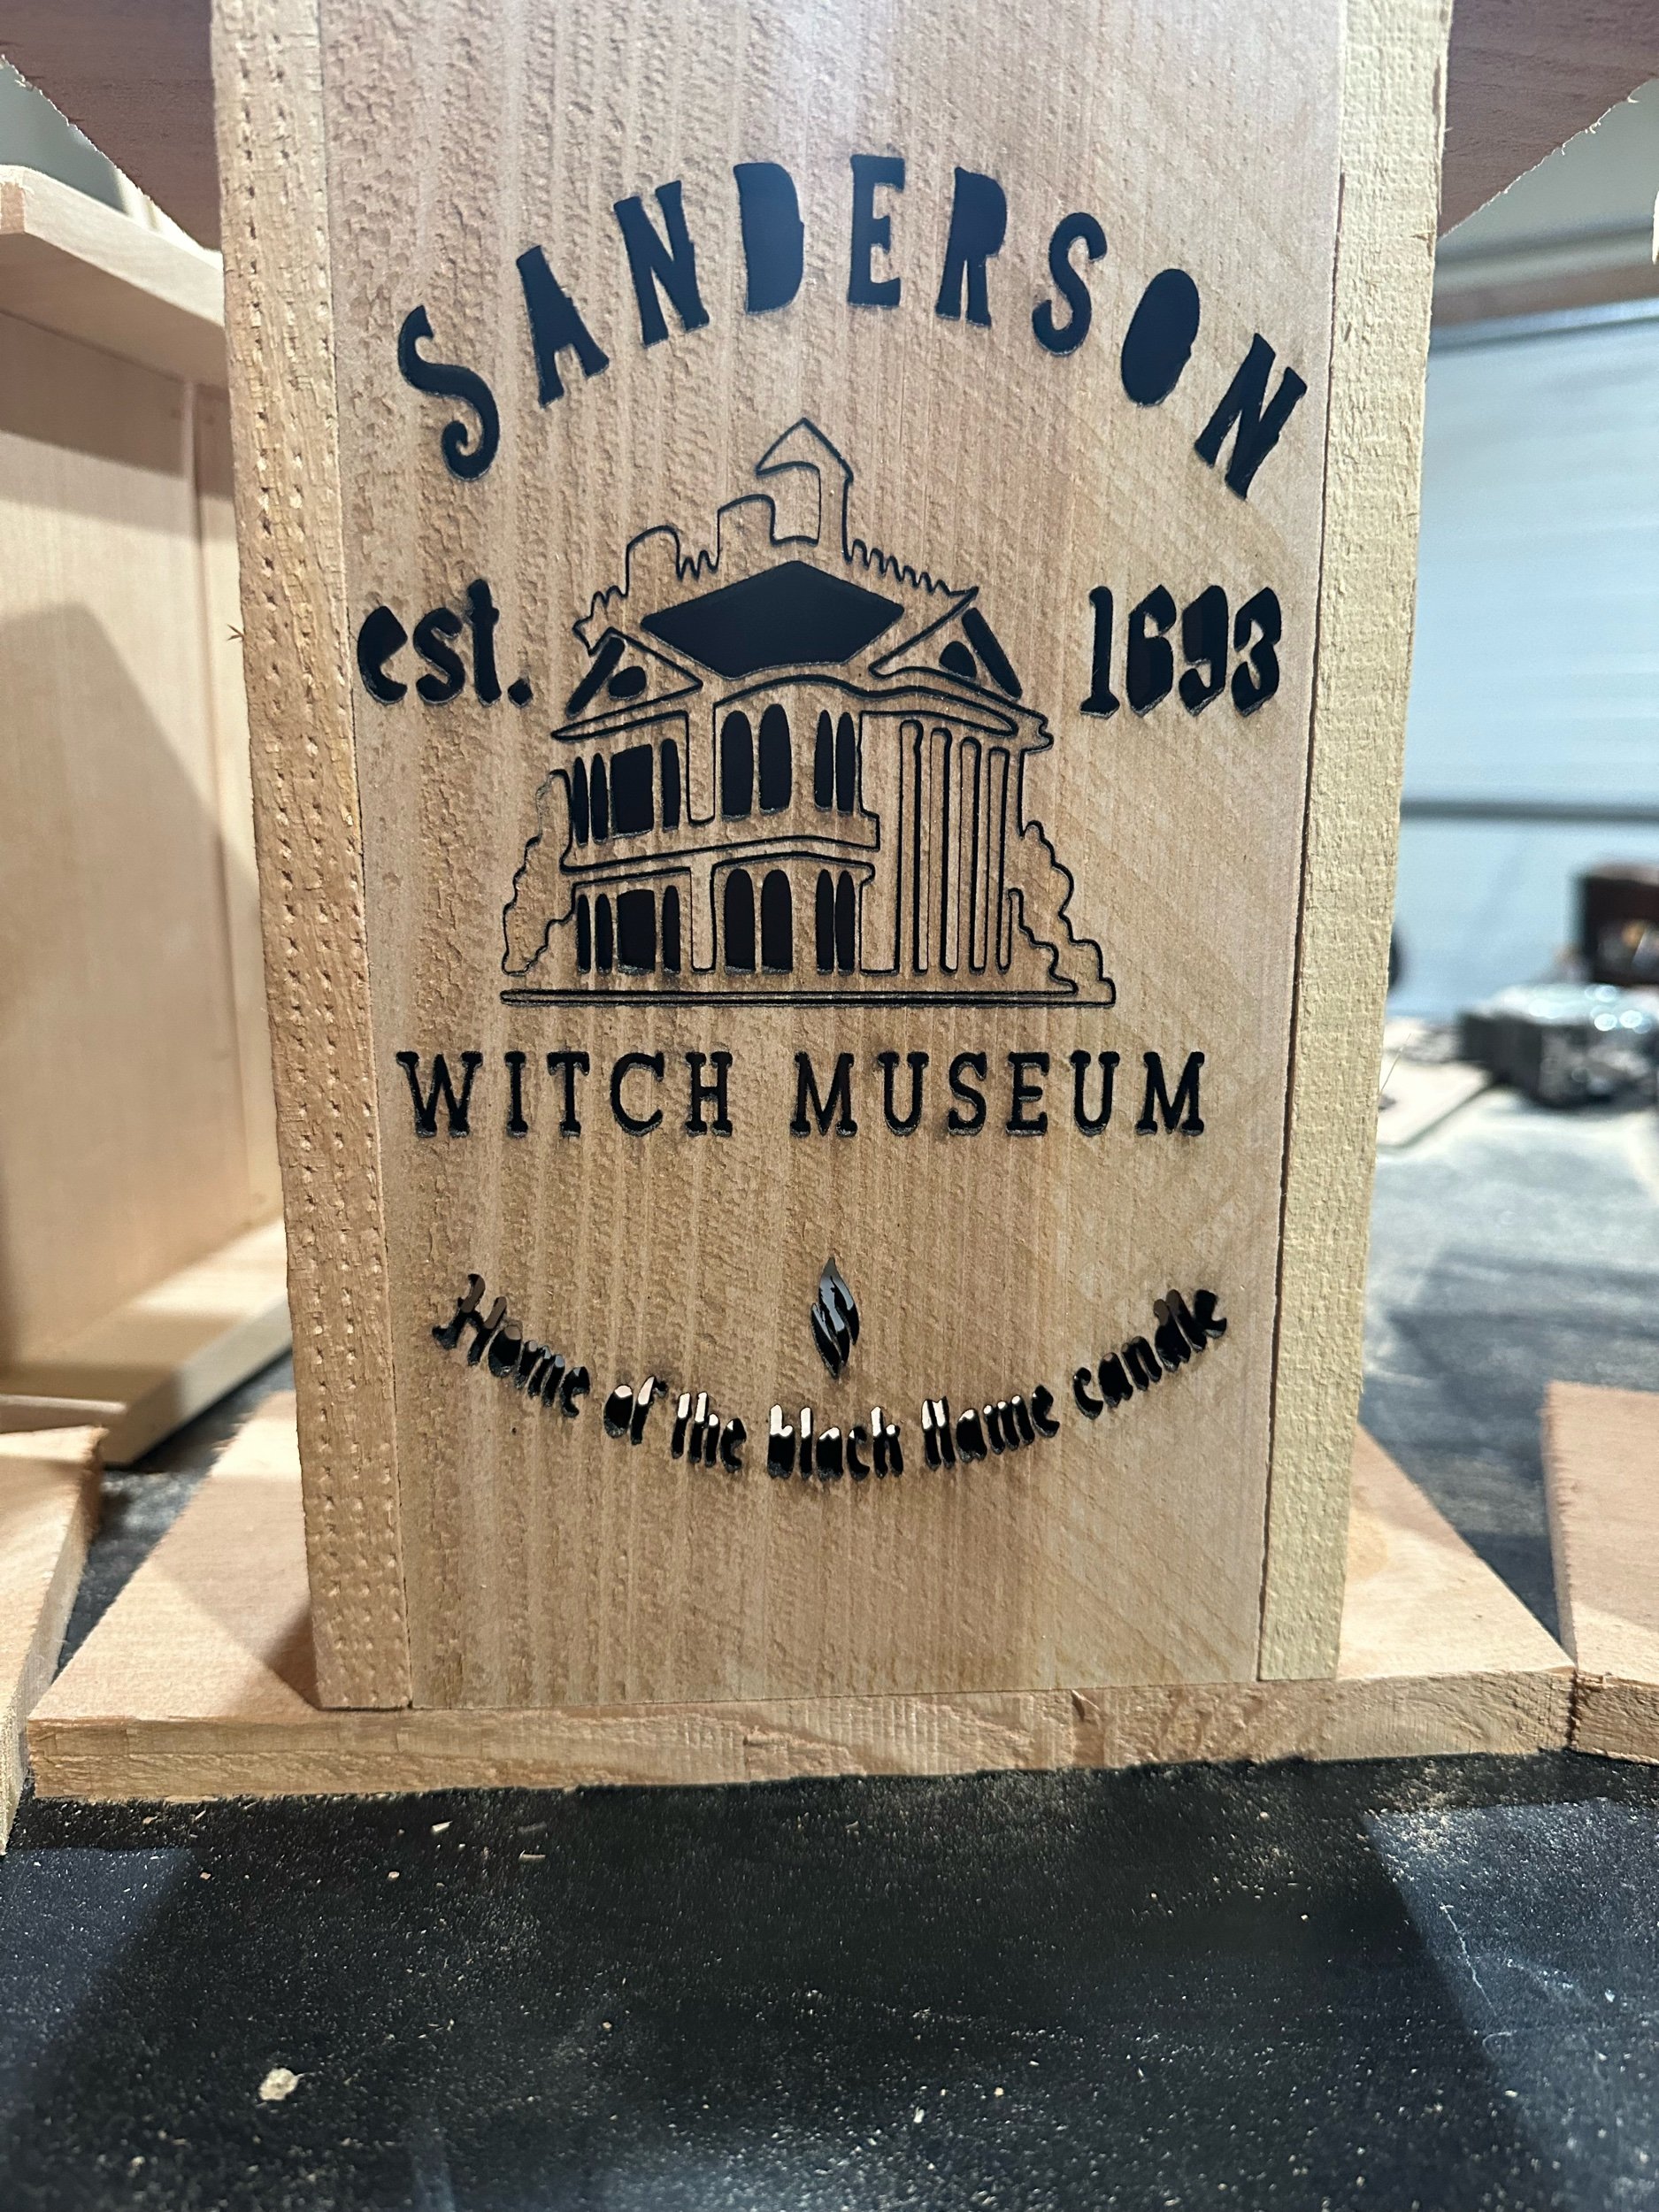 SANDERSON
est. 1693
WITCH MUSEUM
Home of the black flame candle